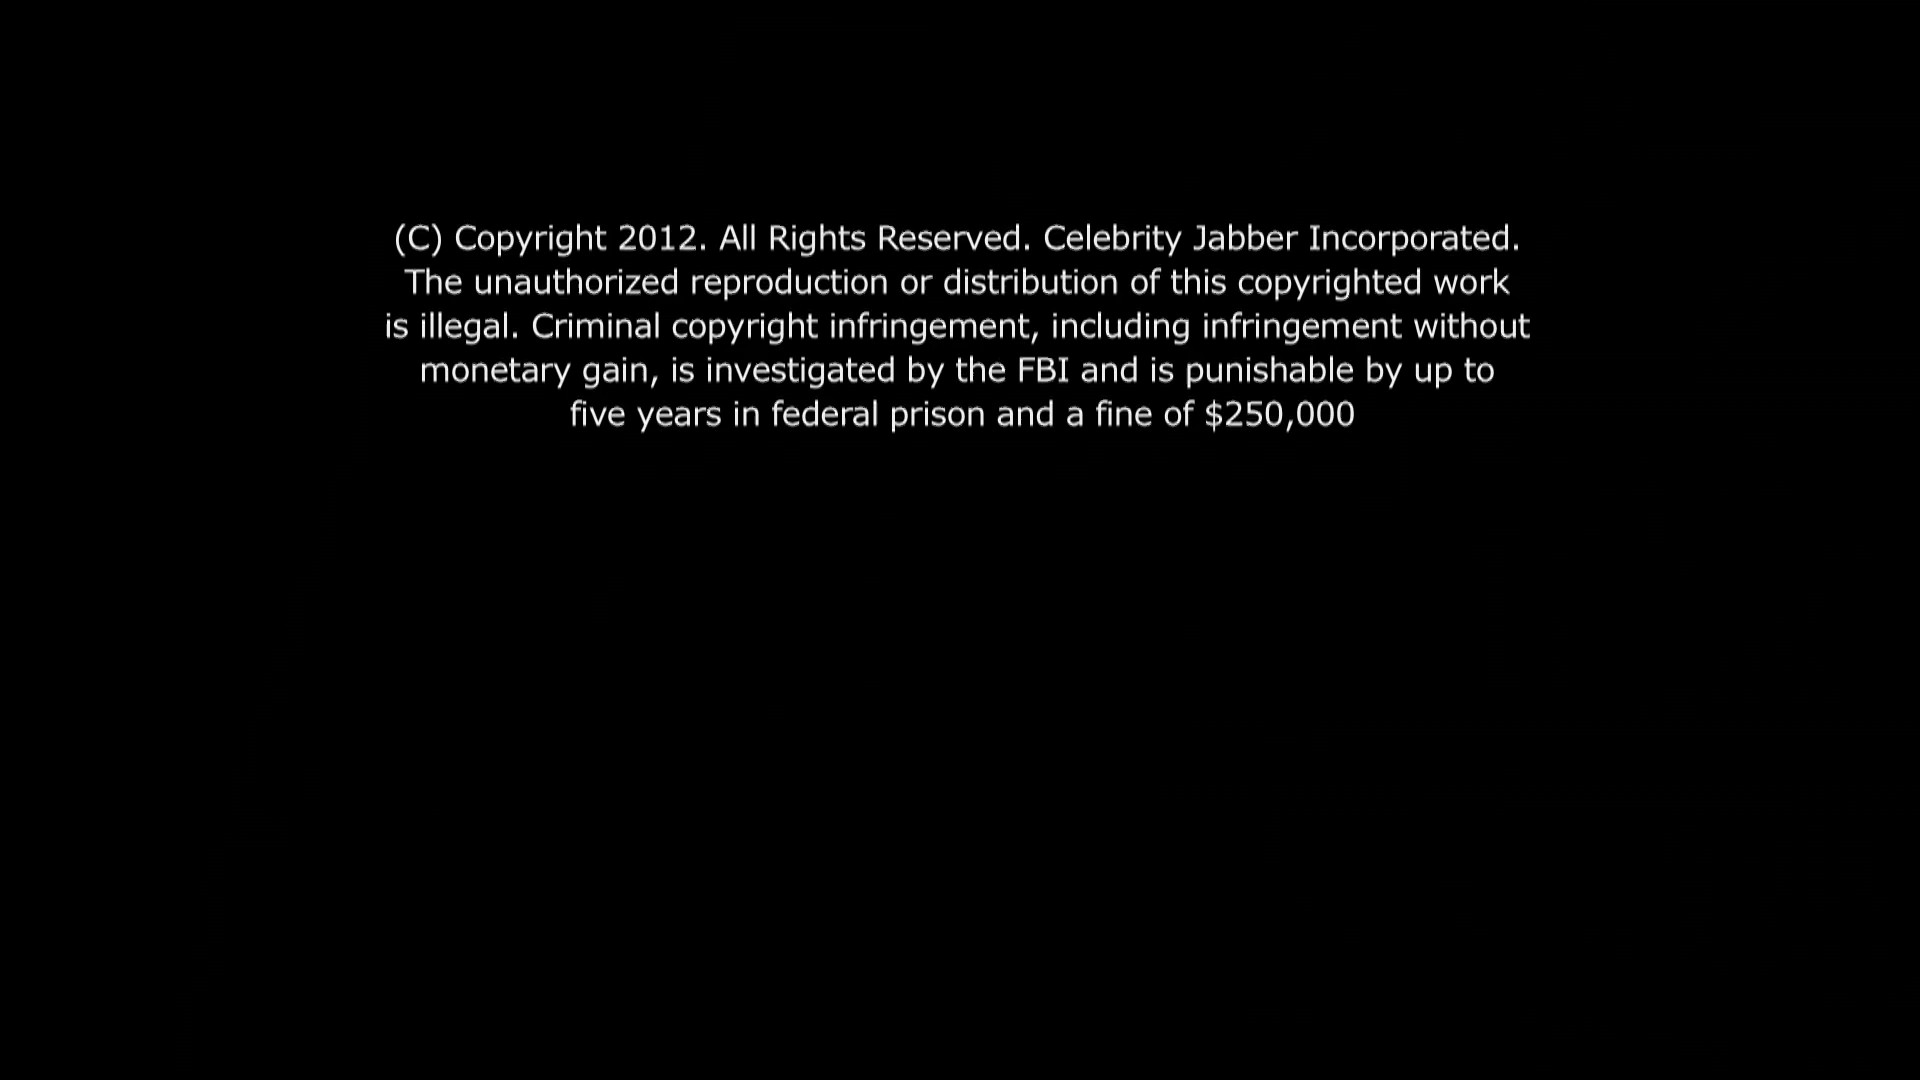 (C) Copyright 2012. All Rights Reserved. Celebrity Jabber Incorporated.
The unauthorized reproduction or distribution of this copyrighted work
is illegal. Criminal copyright infringement, including infringement without
monetary gain, is investigated by the FBI and is punishable by up to
five years in federal prison and a fine of $250,000